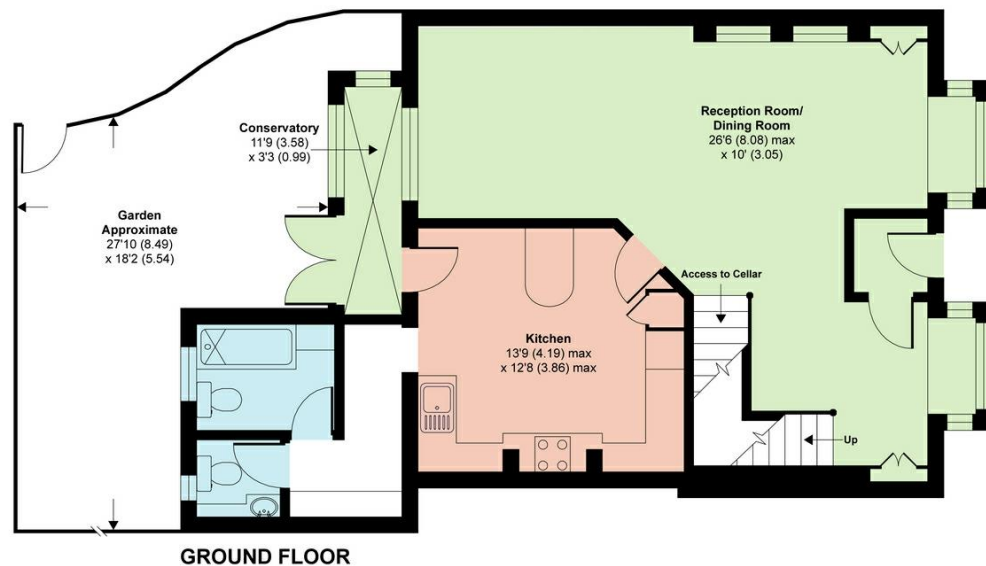 Conservatory
11'9 (3.58)
x 3'3 (0.99)
Reception Room/
Dining Room
26'6 (8.08) max
x 10' (3.05)
Garden
Approximate
27'10 (8.49)
x 18'2 (5.54)
Access to Cellar
Kitchen
13'9 (4.19) max
x 12'8 (3.86) max
Up
GROUND FLOOR